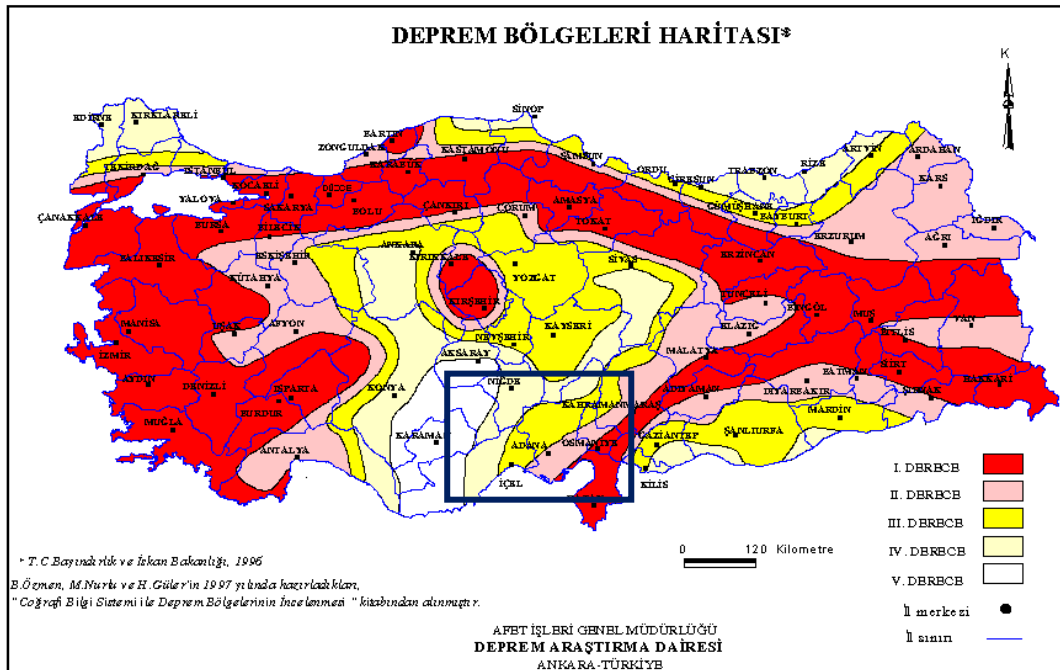 DEPREM BÖLGELERİ HARİTASI*
K
SİNOP
EDİRNE
KIRKLARELİ
BARTIN
ZONGULDAK
KASTAMONU
KARABÜK
TEKİRDAĞ
İSTANBUL
KOCAELİ
SAKARYA
DÜZCE
BOLU
YALOVA
ÇANAKKALE
BURSA
BİLECİK
ÇANKIRI
ÇORUM
AMASYA
TOKAT
SAMSUN
ORDU
GİRESUN
TRABZON
RİZE
ARTVİN
ARDAHAN
KARS
GÜMÜŞHANE
BAYBURT
ERZURUM
IĞDIR
AĞRI
BALIKESİR
ESKİŞEHİR
KÜTAHYA
ANKARA
KIRIKKALE
YOZGAT
SİVAS
ERZİNCAN
KIRŞEHİR
TUNCELİ
BİNGÖL
MUŞ
VAN
MANİSA
UŞAK
AFYON
NEVŞEHİR
KAYSERİ
ELAZIĞ
BİTLİS
İZMİR
AKSARAY
MALATYA
SİİRT
AYDIN
DENİZLİ
ISPARTA
KONYA
NİĞDE
ADIYAMAN
DİYARBAKIR
BATMAN
ŞIRNAK
HAKKARİ
BURDUR
KAHRAMANMARAŞ
MARDİN
MUĞLA
KARAMAN
ADANA
OSMANİYE
GAZİANTEP
ŞANLIURFA
ANTALYA
İÇEL
KİLİS
I. DERECE
II. DERECE
III. DERECE
IV. DERECE
V. DERECE
İl merkezi
İl sınırı
0 120 Kilometre
* T.C.Bayındırlık ve İskan Bakanlığı, 1996
B.Özmen, M.Nurlu ve H.Güler'in 1997 yılında hazırladıkları,
" Coğrafi Bilgi Sistemi ile Deprem Bölgelerinin İncelenmesi " kitabından alınmıştır.
AFET İŞLERİ GENEL MÜDÜRLÜĞÜ
DEPREM ARAŞTIRMA DAİRESİ
ANKARA-TÜRKİYE